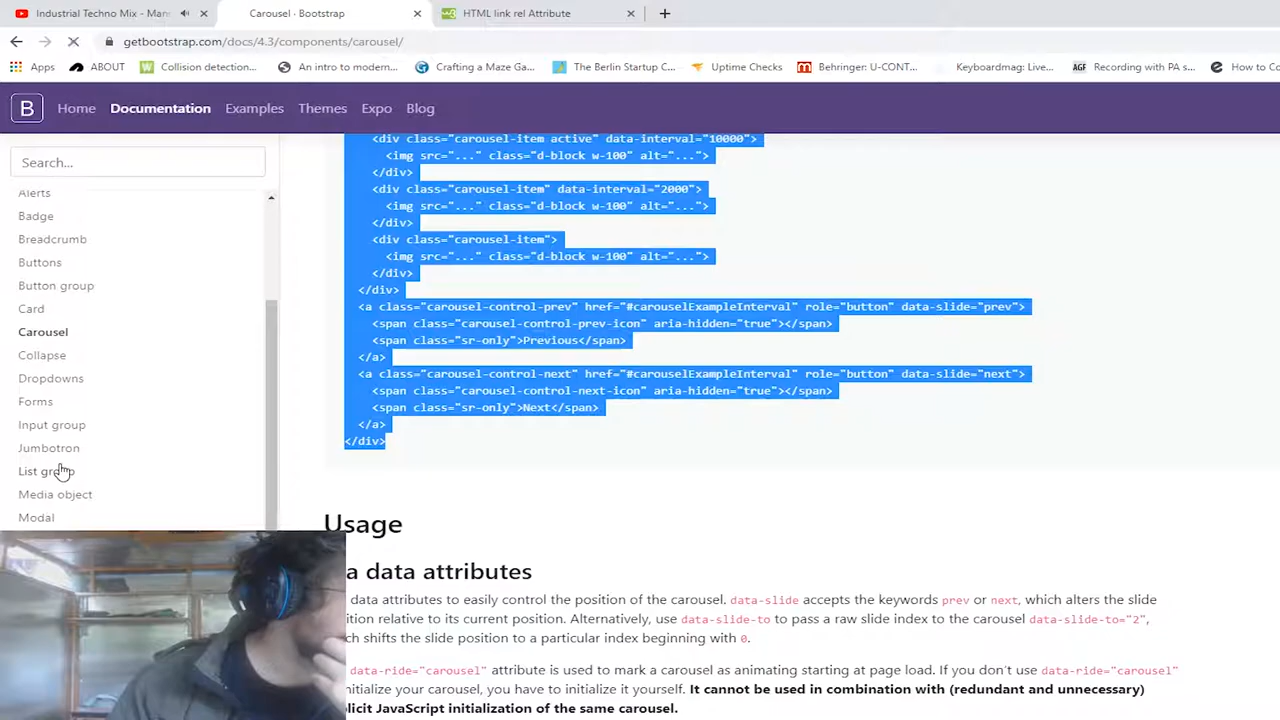 Industrial Techno Mix - Mans
Carousel · Bootstrap
HTML link rel Attribute
getbootstrap.com/docs/4.3/components/carousel/
Apps
ABOUT
Collision detection...
An intro to modern...
Crafting a Maze Ga...
The Berlin Startup C...
Uptime Checks
Behringer: U-CONT...
Keyboardmag: Live...
AGF Recording with PA s...
How to Co
B
Home
Documentation
Examples
Themes
Expo
Blog
Search...
Alerts
Badge
Breadcrumb
Buttons
Button group
Card
Carousel
Collapse
Dropdowns
Forms
Input group
Jumbotron
List group
Media object
Modal
<div class="carousel-item active" data-interval="10000">
<img src="..." class="d-block w-100" alt="...">
</div>
<div class="carousel-item" data-interval="2000">
<img src="..." class="d-block w-100" alt="...">
</div>
<div class="carousel-item">
<img src="..." class="d-block w-100" alt="...">
</div>
</div>
<a class="carousel-control-prev" href="#carouselExampleInterval" role="button" data-slide="prev">
<span class="carousel-control-prev-icon" aria-hidden="true"></span>
<span class="sr-only">Previous</span>
</a>
<a class="carousel-control-next" href="#carouselExampleInterval" role="button" data-slide="next">
<span class="carousel-control-next-icon" aria-hidden="true"></span>
<span class="sr-only">Next</span>
</a>
</div>
Usage
a data attributes
data attributes to easily control the position of the carousel. data-slide accepts the keywords prev or next, which alters the slide
ition relative to its current position. Alternatively, use data-slide-to to pass a raw slide index to the carousel data-slide-to="2",
ch shifts the slide position to a particular index beginning with 0.
data-ride="carousel" attribute is used to mark a carousel as animating starting at page load. If you don't use data-ride="carousel"
nitialize your carousel, you have to initialize it yourself. It cannot be used in combination with (redundant and unnecessary)
licit JavaScript initialization of the same carousel.